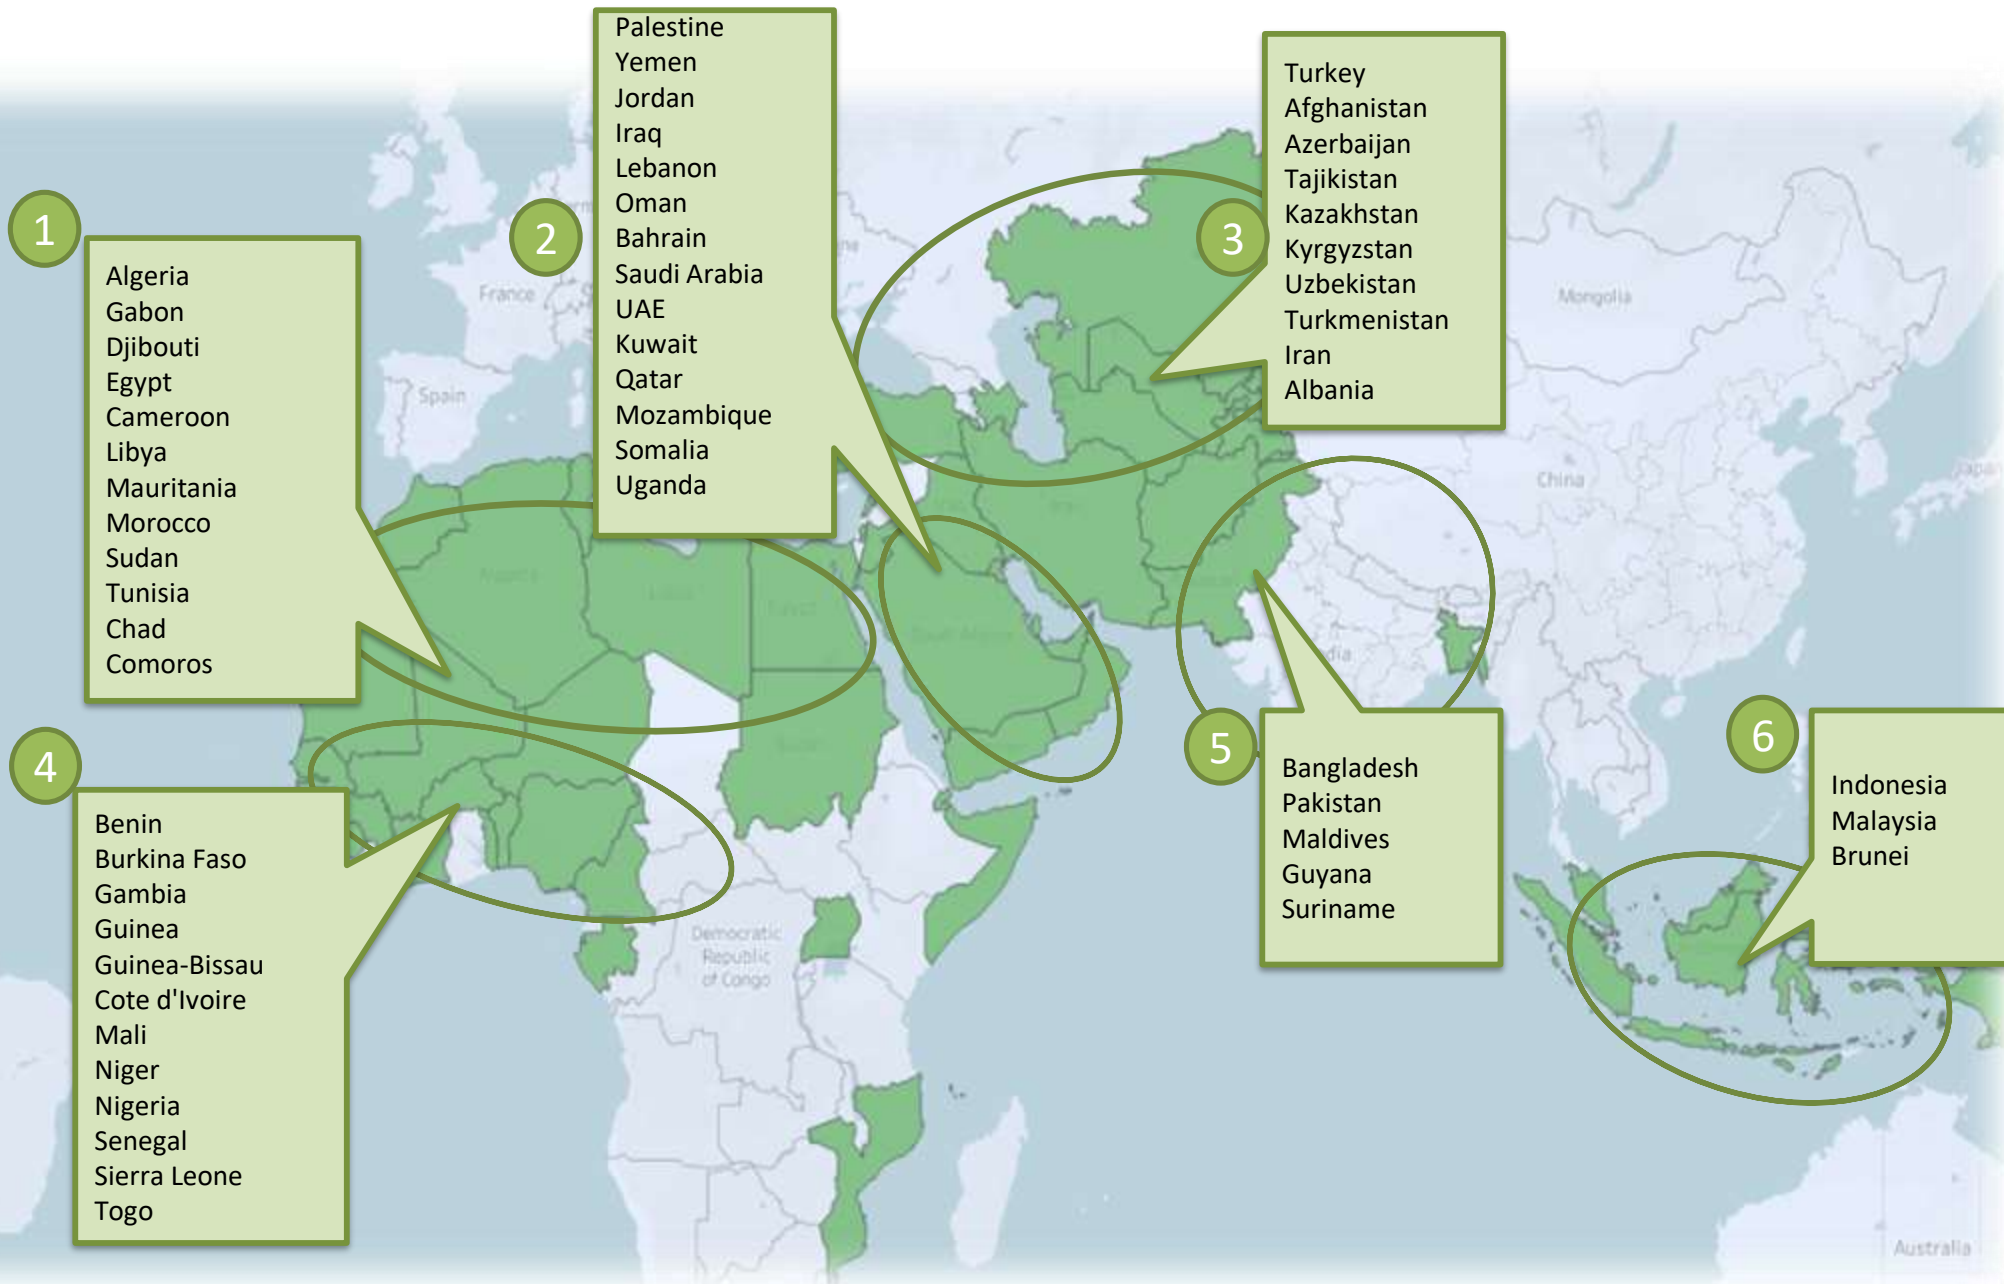 1
Algeria
Gabon
Djibouti
Egypt
Cameroon
Libya
Mauritania
Morocco
Sudan
Tunisia
Chad
Comoros
2
Palestine
Yemen
Jordan
Iraq
Lebanon
Oman
Bahrain
Saudi Arabia
UAE
Kuwait
Qatar
Mozambique
Somalia
Uganda
3
Turkey
Afghanistan
Azerbaijan
Tajikistan
Kazakhstan
Kyrgyzstan
Uzbekistan
Turkmenistan
Iran
Albania
4
Benin
Burkina Faso
Gambia
Guinea
Guinea-Bissau
Cote d'Ivoire
Mali
Niger
Nigeria
Senegal
Sierra Leone
Togo
5
Bangladesh
Pakistan
Maldives
Guyana
Suriname
6
Indonesia
Malaysia
Brunei
France
Spain
Mongolia
China
Algeria
Egypt
Saudi Arabia
Democratic
Republic
of Congo
Australia